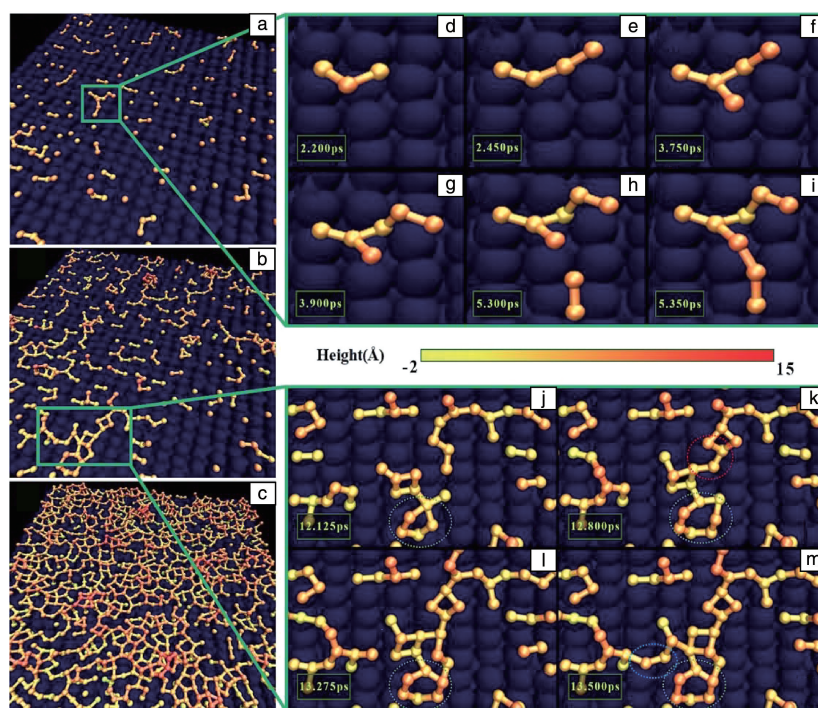 a
b
c
d
2.200ps
e
2.450ps
f
3.750ps
g
3.900ps
h
5.300ps
i
5.350ps
Height(Å)
-2
15
j
12.125ps
k
12.800ps
l
13.275ps
m
13.500ps